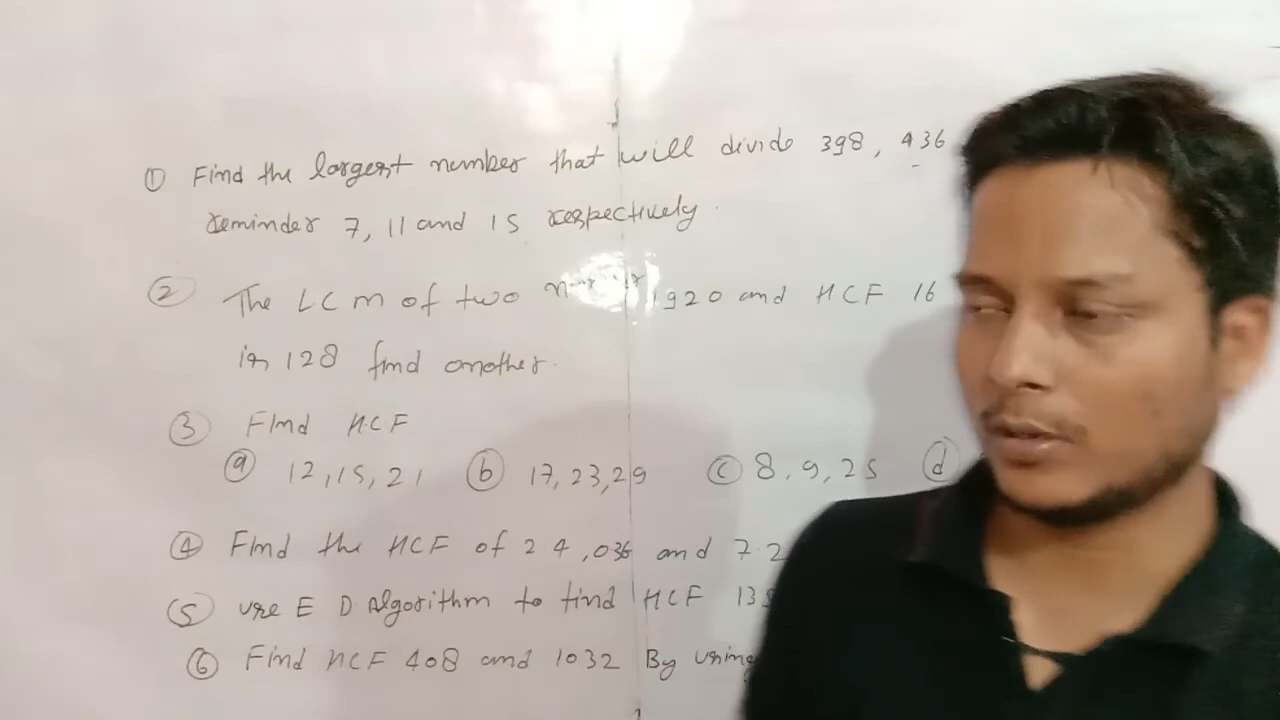 ① Find the largest number that will divide 398, 436
reminder 7, 11 and 15 respectively.
② The LCM of two 1920 and HCF 16
is 128 find another.
③ Find HCF
ⓐ 12, 15, 21 ⓑ 17, 23, 29 ⓒ 8, 9, 25 ⓓ
④ Find the HCF of 24,036 and 7.2
⑤ use E D Algorithm to find HCF 135
⑥ Find HCF 408 and 1032 By using